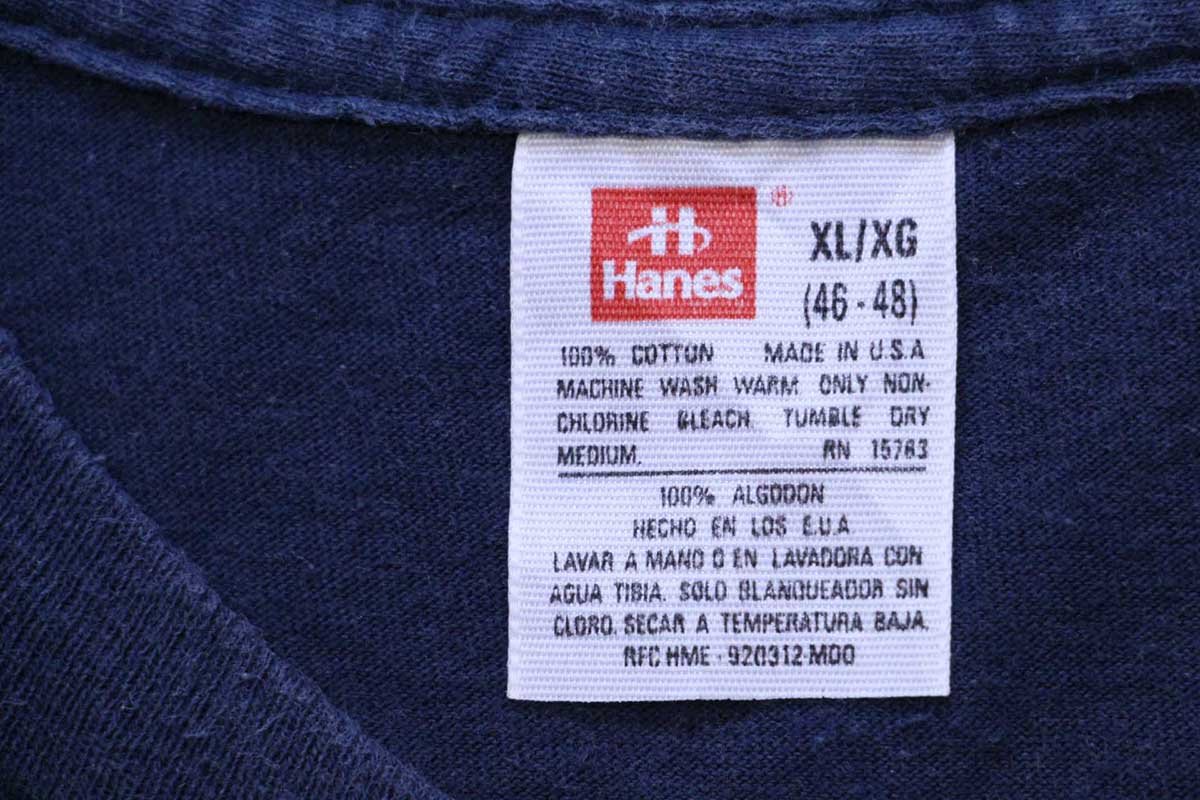 H
Hanes
XL/XG
(46 - 48)
100% COTTON MADE IN U.S.A
MACHINE WASH WARM. ONLY NON-
CHLORINE BLEACH. TUMBLE DRY
MEDIUM. RN 15763
100% ALGODON
HECHO EN LOS E.U.A
LAVAR A MANO O EN LAVADORA CON
AGUA TIBIA. SOLO BLANQUEADOR SIN
CLORO. SECAR A TEMPERATURA BAJA.
RFC HME - 920312-MD0